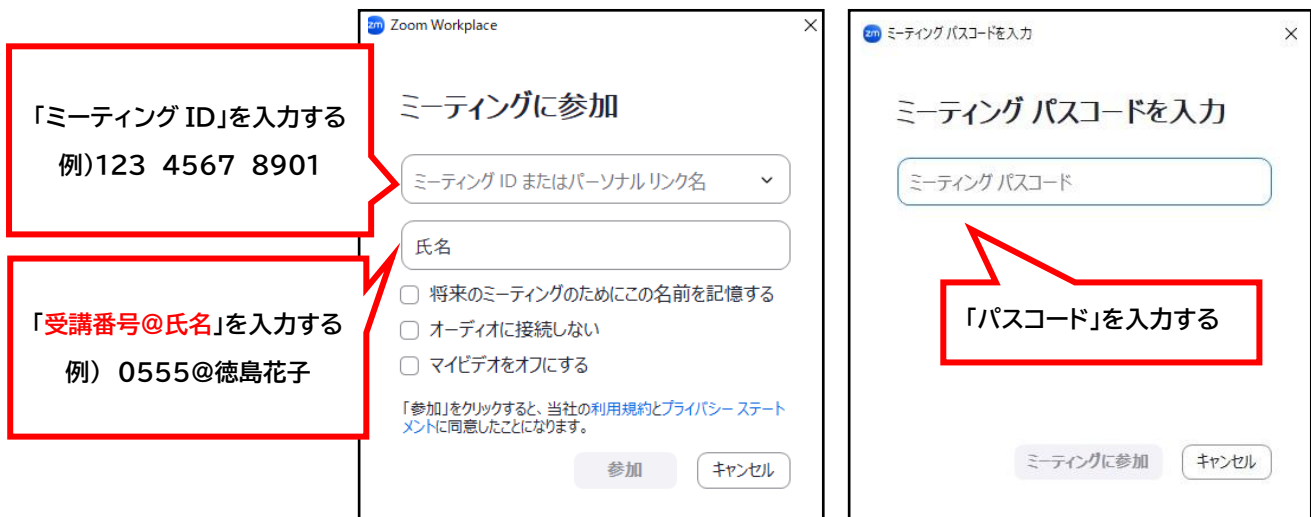 「ミーティング ID」を入力する
例)123 4567 8901
「受講番号@氏名」を入力する
例) 0555@徳島花子
zm Zoom Workplace
ミーティングに参加
ミーティング ID またはパーソナル リンク名
氏名
将来のミーティングのためにこの名前を記憶する
オーディオに接続しない
マイビデオをオフにする
「参加」をクリックすると、当社の利用規約とプライバシー ステート
メントに同意したことになります。
参加 キャンセル
zm ミーティング パスコードを入力
ミーティング パスコードを入力
ミーティング パスコード
「パスコード」を入力する
ミーティングに参加 キャンセル